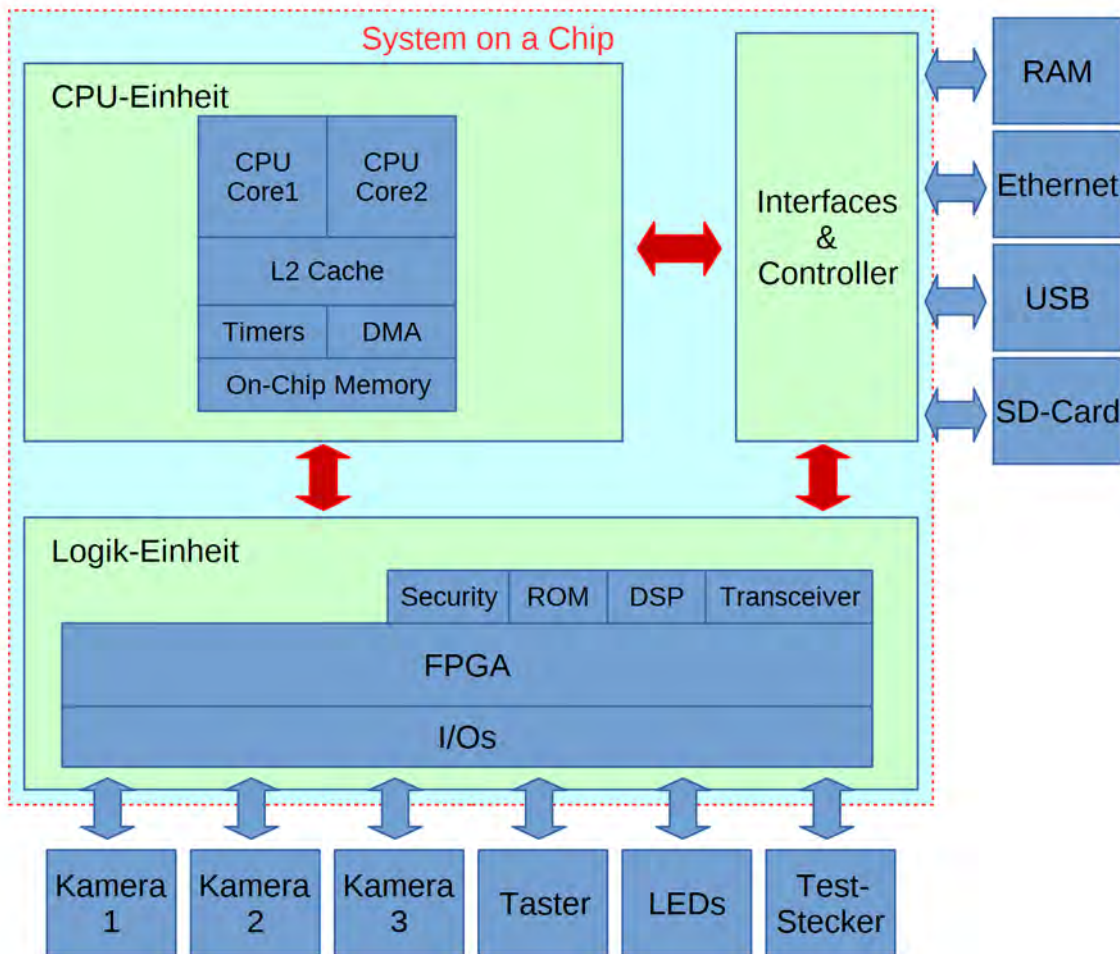 System on a Chip
CPU-Einheit
CPU
Core1
CPU
Core2
L2 Cache
Timers
DMA
On-Chip Memory
Interfaces
&
Controller
RAM
Ethernet
USB
SD-Card
Logik-Einheit
Security
ROM
DSP
Transceiver
FPGA
I/Os
Kamera
1
Kamera
2
Kamera
3
Taster
LEDs
Test-
Stecker